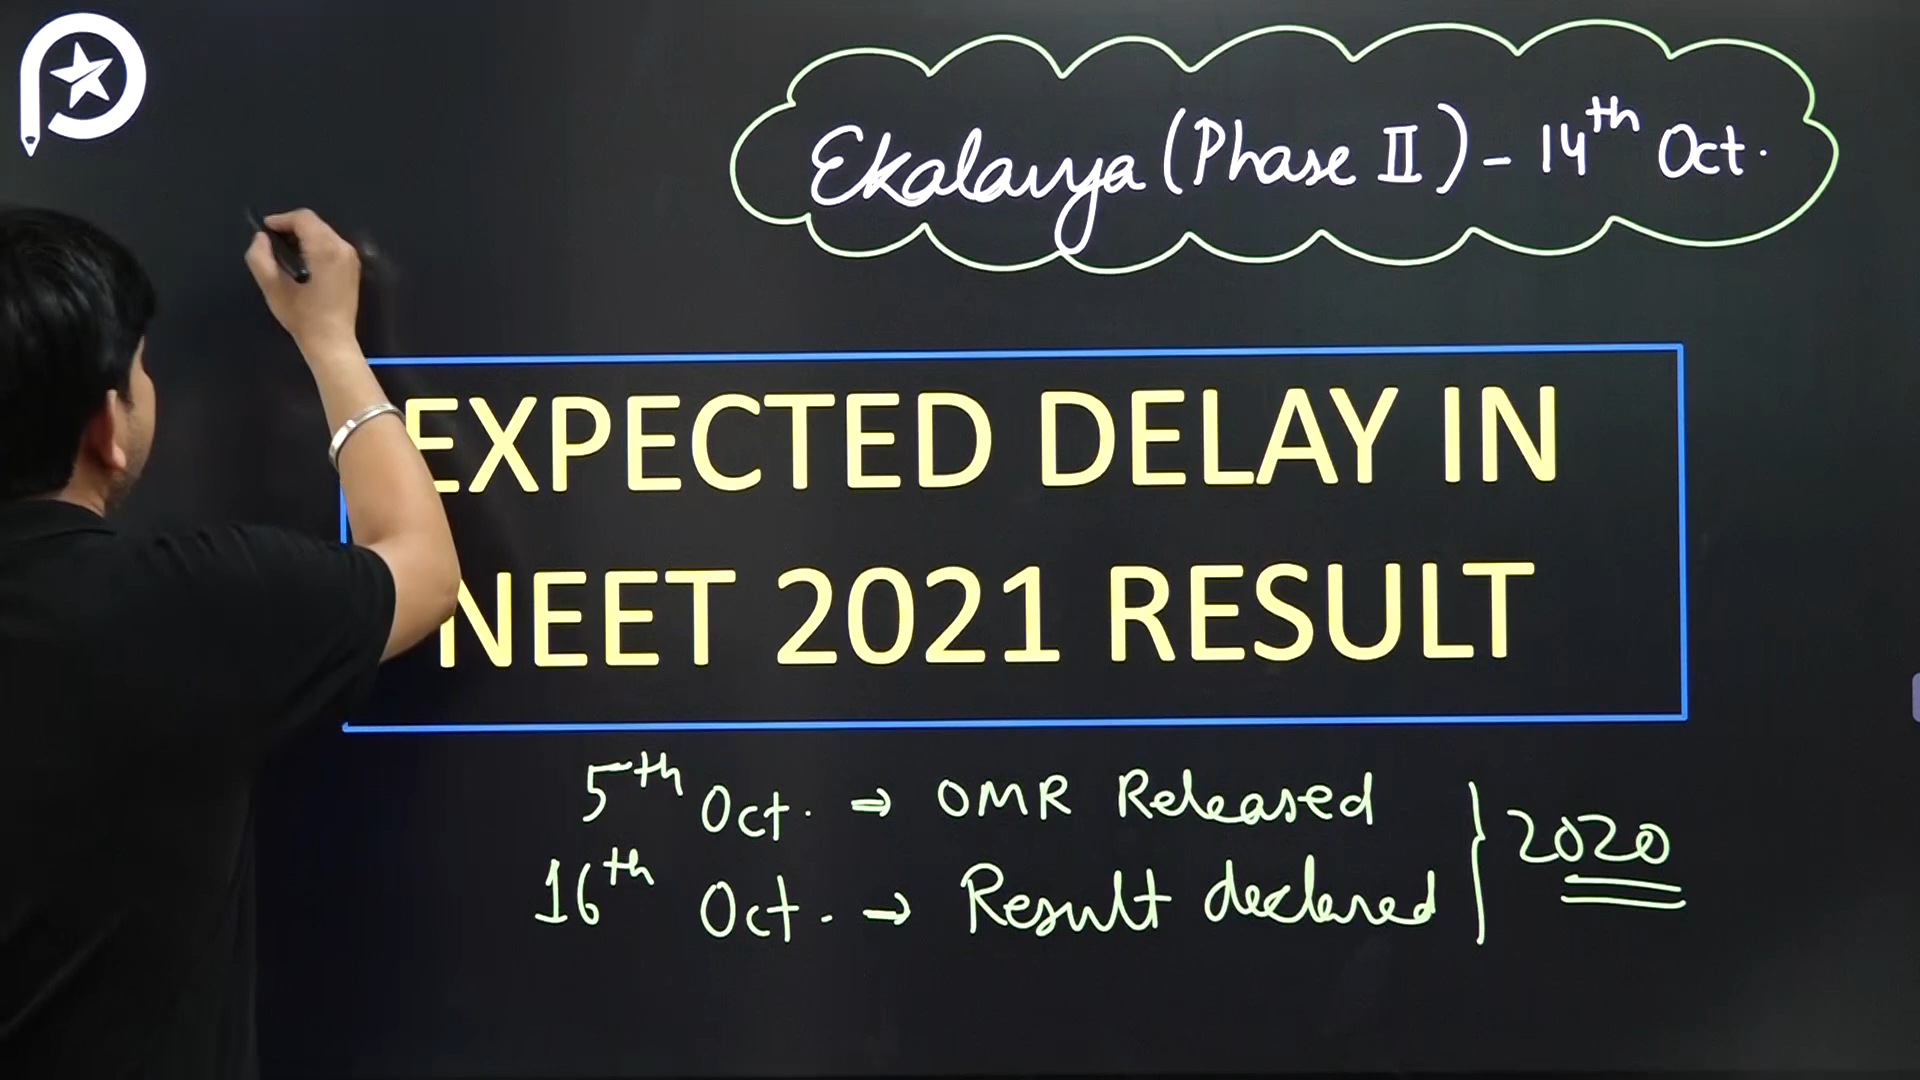 Ekalavya (Phase II) - 14th Oct.
EXPECTED DELAY IN
NEET 2021 RESULT
5th Oct. → OMR Released
16th Oct. → Result declared
2020